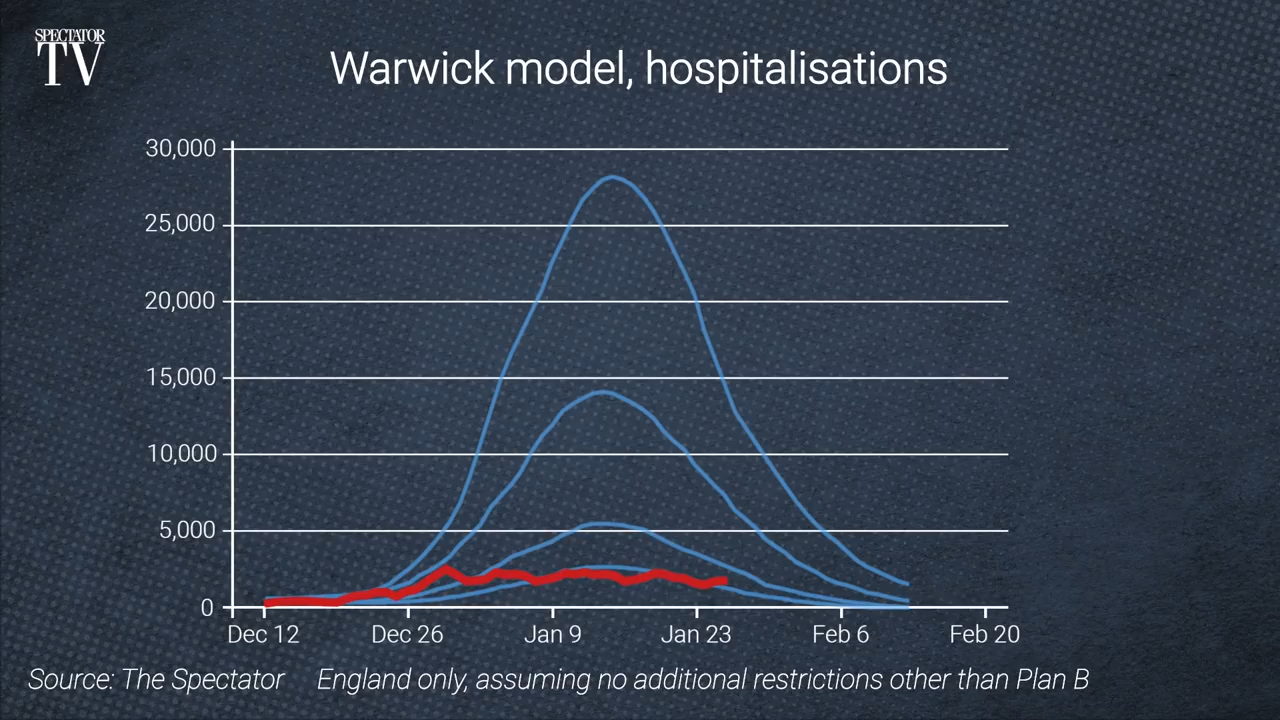 SPECTATOR
TV
Warwick model, hospitalisations
30,000
25,000
20,000
15,000
10,000
5,000
0
Dec 12 Dec 26 Jan 9 Jan 23 Feb 6 Feb 20
Source: The Spectator England only, assuming no additional restrictions other than Plan B